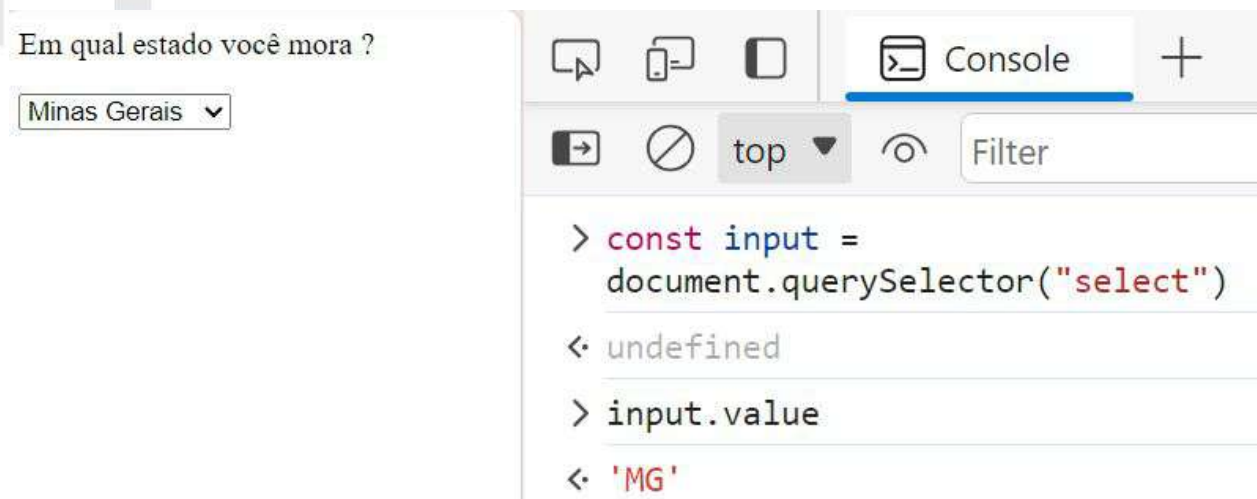 Em qual estado você mora ?
Minas Gerais
Console
top
Filter
> const input =
document.querySelector("select")
undefined
> input.value
'MG'